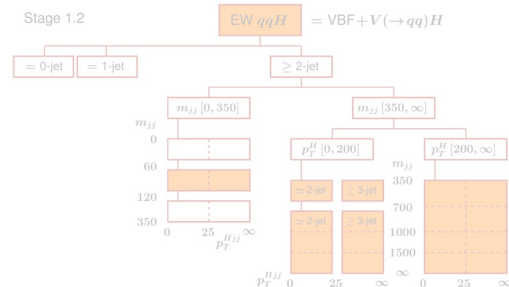 Stage 1.2
EW qqH = VBF+V(→qq)H
= 0-jet
= 1-jet
≥ 2-jet
m_jj [0, 350]
m_jj [350, ∞]
m_jj
0
60
120
350
0 25 ∞
p_T^Hjj
p_T^H [0, 200]
p_T^H [200, ∞]
≃ 2-jet ≥ 3-jet
≃ 2-jet ≥ 3-jet
m_jj
350
700
1000
1500
∞
p_T^Hjj 0 25 ∞ 0 25 ∞